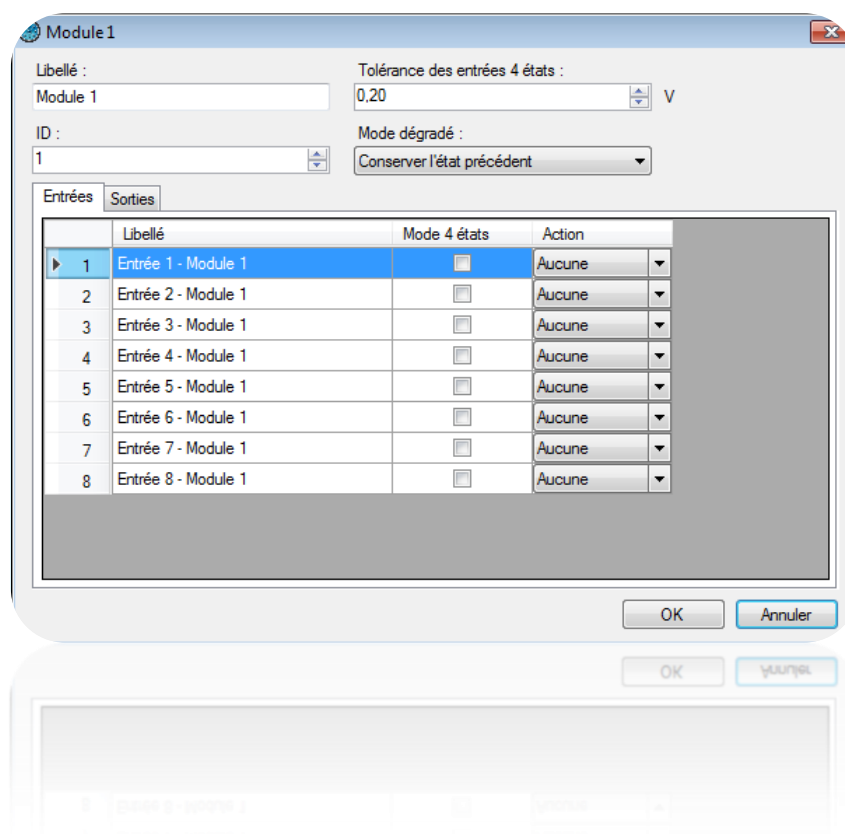 Module1
Libellé :
Tolérance des entrées 4 états :
Module 1
0,20
V
ID :
Mode dégradé :
1
Conserver l'état précédent
Entrées
Sorties
Libellé Mode 4 états Action
1 Entrée 1 - Module 1 Aucune
2 Entrée 2 - Module 1 Aucune
3 Entrée 3 - Module 1 Aucune
4 Entrée 4 - Module 1 Aucune
5 Entrée 5 - Module 1 Aucune
6 Entrée 6 - Module 1 Aucune
7 Entrée 7 - Module 1 Aucune
8 Entrée 8 - Module 1 Aucune
OK Annuler
OK Annuler